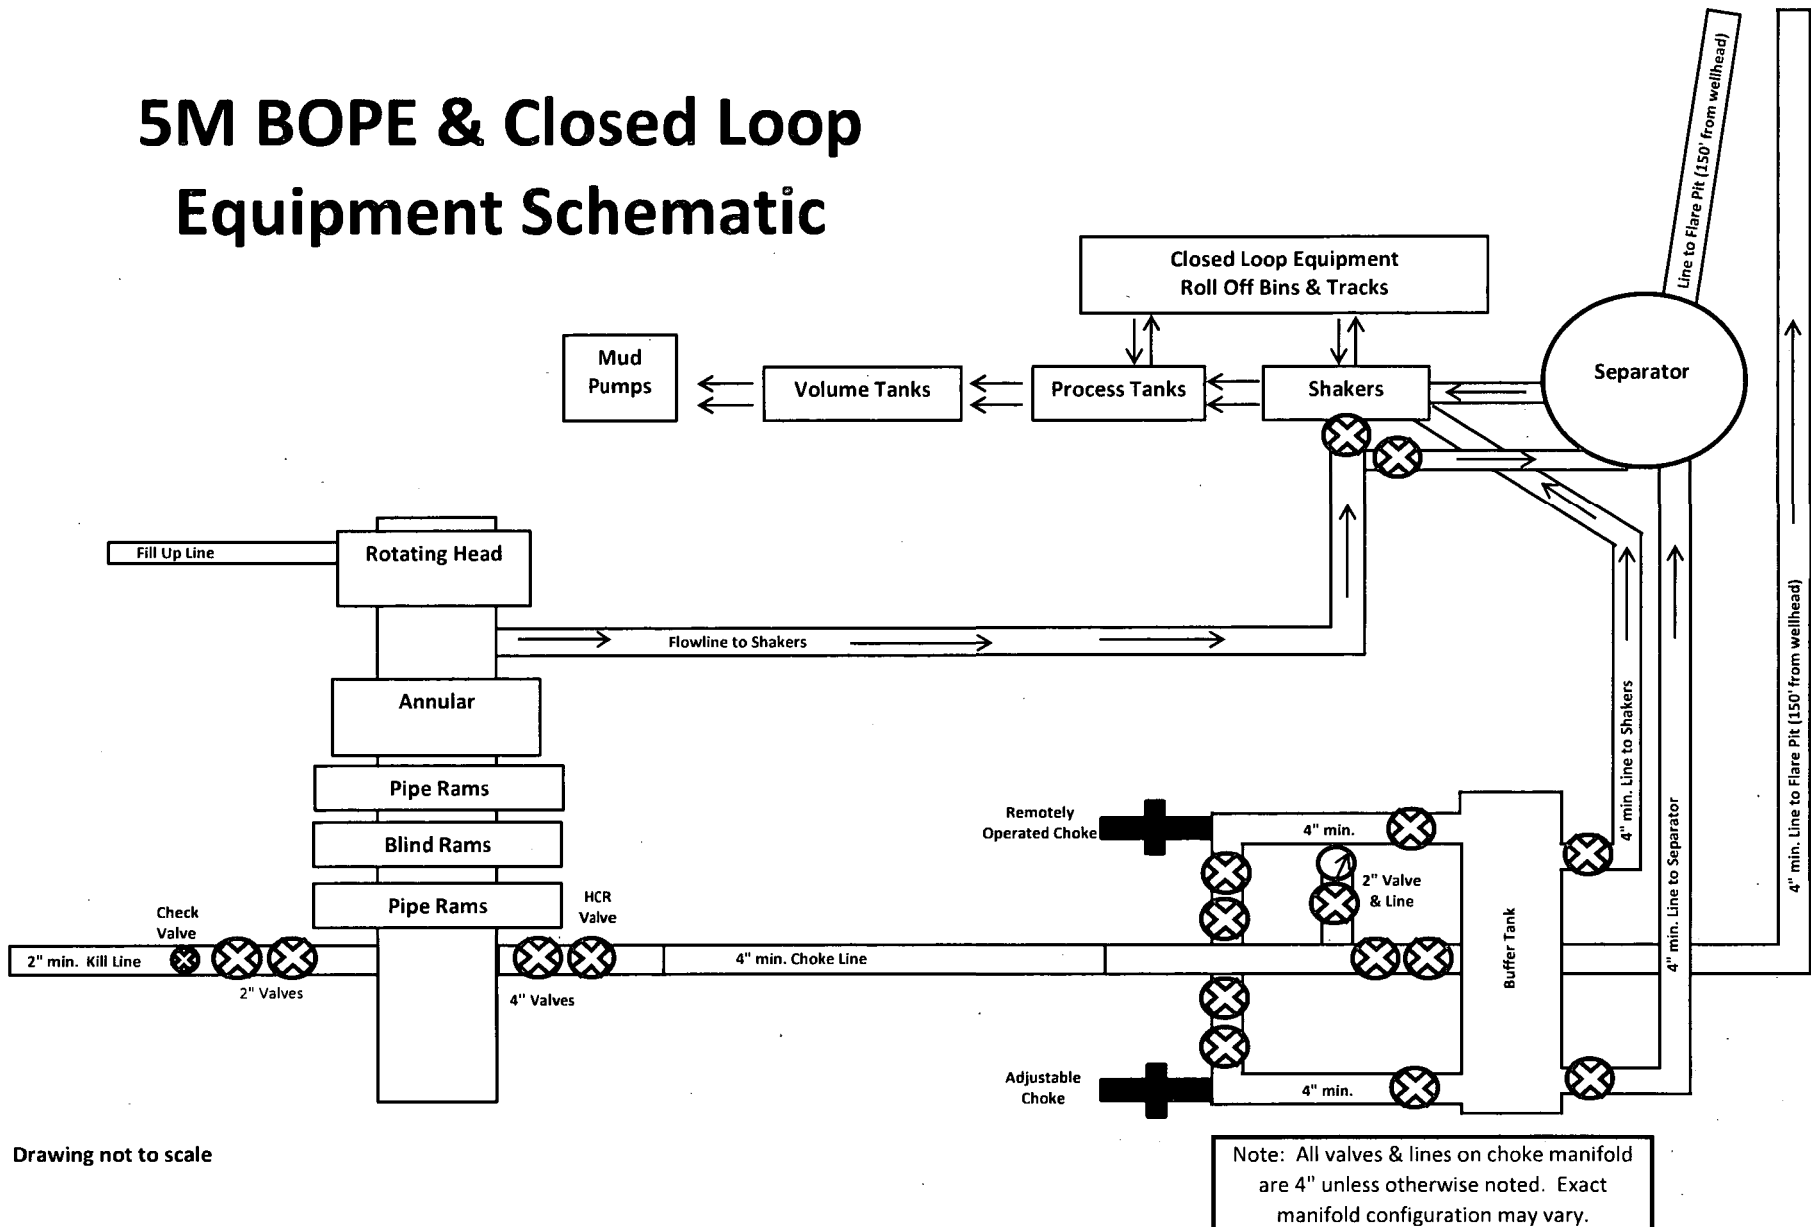 5M BOPE & Closed Loop
Equipment Schematic
Line to Flare Pit (150' from wellhead)
Closed Loop Equipment
Roll Off Bins & Tracks
Mud
Pumps
Volume Tanks
Process Tanks
Shakers
Separator
Fill Up Line
Rotating Head
Flowline to Shakers
Annular
Pipe Rams
Blind Rams
Pipe Rams
Check
Valve
HCR
Valve
2" min. Kill Line
2" Valves
4" Valves
4" min. Choke Line
Remotely
Operated Choke
4" min.
2" Valve
& Line
Buffer Tank
Adjustable
Choke
4" min.
4" min. Line to Shakers
4" min. Line to Separator
4" min. Line to Flare Pit (150' from wellhead)
Drawing not to scale
Note: All valves & lines on choke manifold
are 4" unless otherwise noted. Exact
manifold configuration may vary.